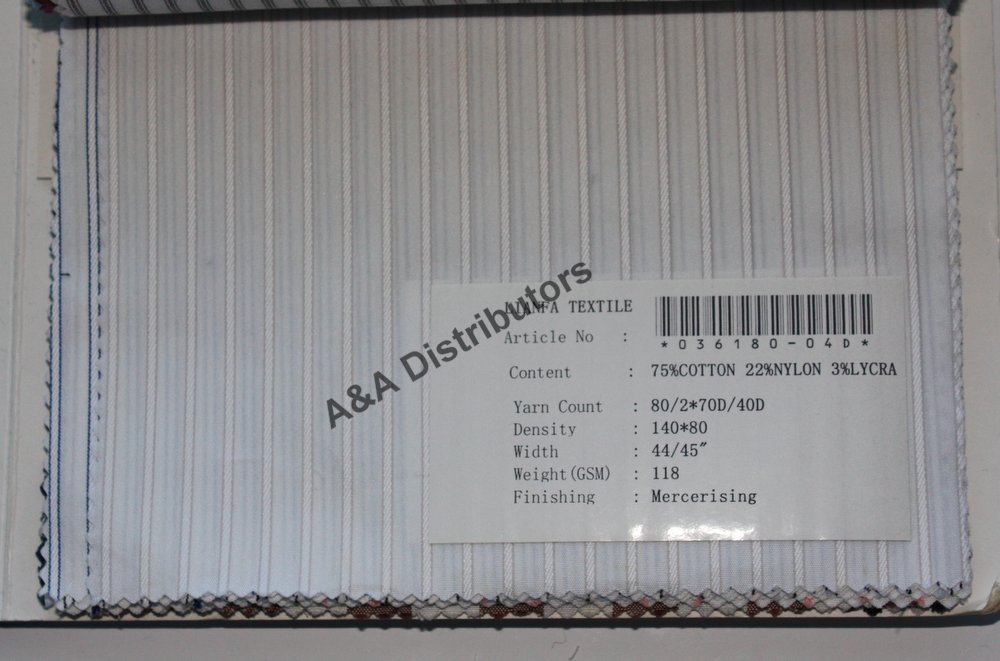 TEXTILE
*036180-04D*
Article No :
Content : 75%COTTON 22%NYLON 3%LYCRA
Yarn Count : 80/2*70D/40D
Density : 140*80
Width : 44/45″
Weight(GSM) : 118
Finishing : Mercerising
A&A Distributors